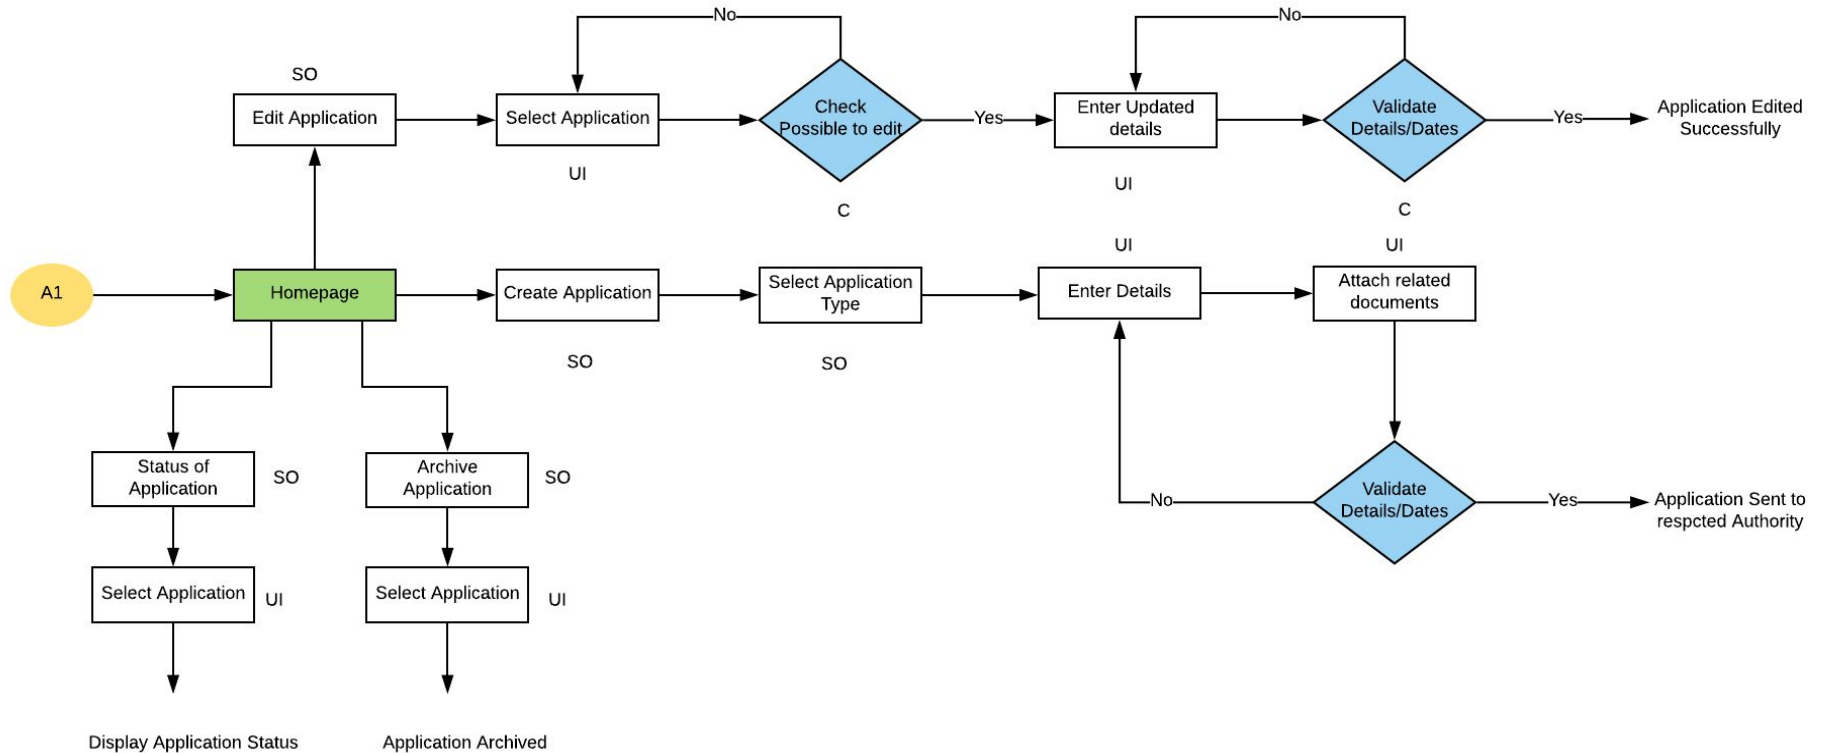 No
No
SO
Edit Application
Select Application
Check
Possible to edit
Yes
Enter Updated
details
Validate
Details/Dates
Yes
Application Edited
Successfully
UI
UI
C
C
UI
UI
A1
Homepage
Create Application
Select Application
Type
Enter Details
Attach related
documents
SO
SO
Status of
Application
SO
Archive
Application
SO
No
Validate
Details/Dates
Yes
Application Sent to
respcted Authority
Select Application
UI
Select Application
UI
Display Application Status
Application Archived